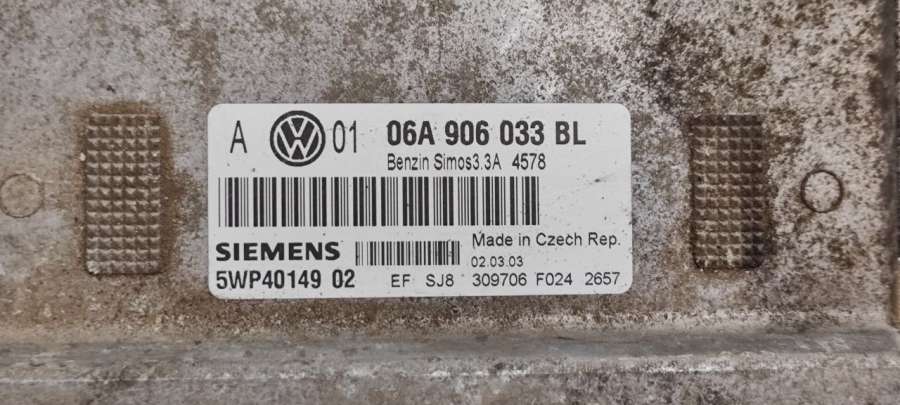 A VW 01 06A 906 033 BL
Benzin Simos3.3A 4578
SIEMENS Made in Czech Rep.
02.03.03
5WP40149 02 EF SJ8 309706 F024 2657